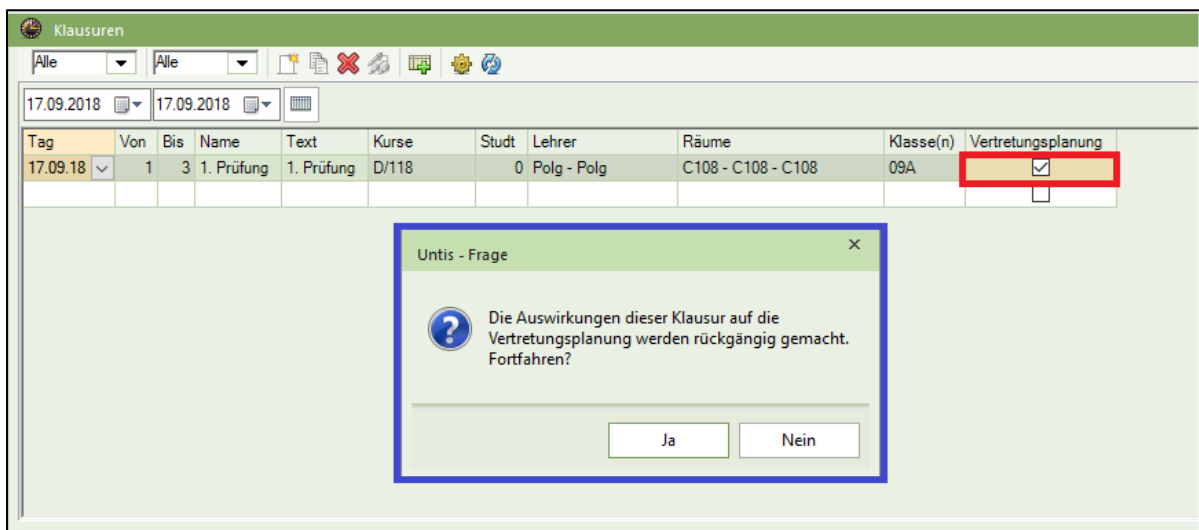 Klausuren
Alle Alle
17.09.2018 17.09.2018
Tag Von Bis Name Text Kurse Studt Lehrer Räume Klasse(n) Vertretungsplanung
17.09.18 1 3 1. Prüfung 1. Prüfung D/118 0 Polg - Polg C108 - C108 - C108 09A
Untis - Frage
Die Auswirkungen dieser Klausur auf die
Vertretungsplanung werden rückgängig gemacht.
Fortfahren?
Ja Nein